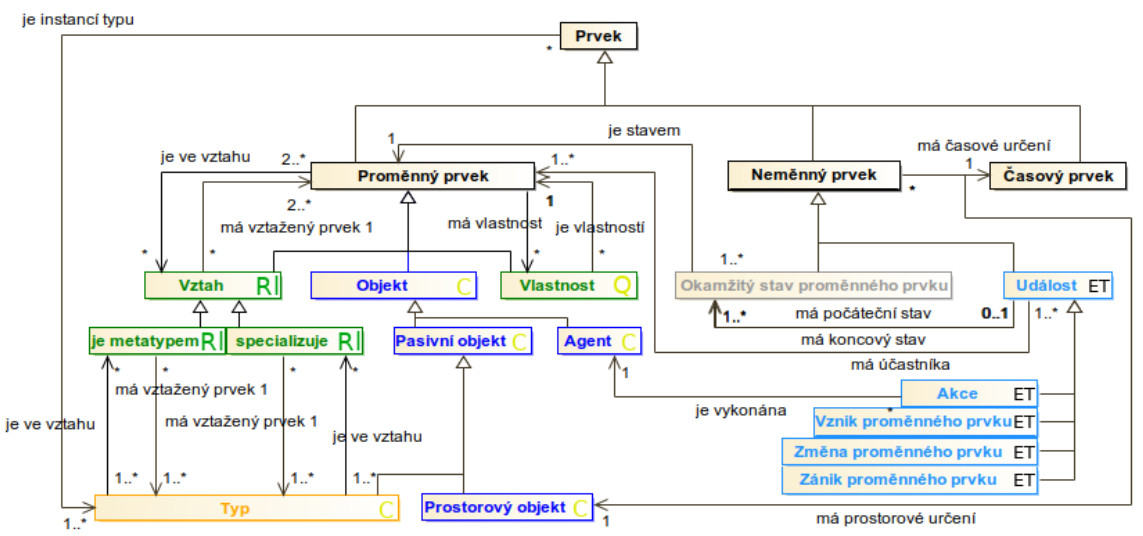 je instancí typu
Prvek
*
je stavem
má časové určení
1
1
je ve vztahu
2..*
1..*
Proměnný prvek
Neměnný prvek
*
Časový prvek
2..*
1
má vztažený prvek 1
má vlastnost
je vlastností
*
*
*
*
1..*
Vztah RI
Objekt C
Vlastnost Q
Okamžitý stav proměnného prvku
Událost ET
1..*
má počáteční stav
0..1
1..*
je metatypem RI
specializuje RI
Pasivní objekt C
Agent C
má koncový stav
má účastníka
*
*
*
*
1
má vztažený prvek 1
Akce ET
je vykonána
*
má vztažený prvek 1
je ve vztahu
Vznik proměnného prvku ET
je ve vztahu
Změna proměnného prvku ET
1..*
1..*
1..*
1..*
Zánik proměnného prvku ET
Typ C
Prostorový objekt C
1..*
1
má prostorové určení